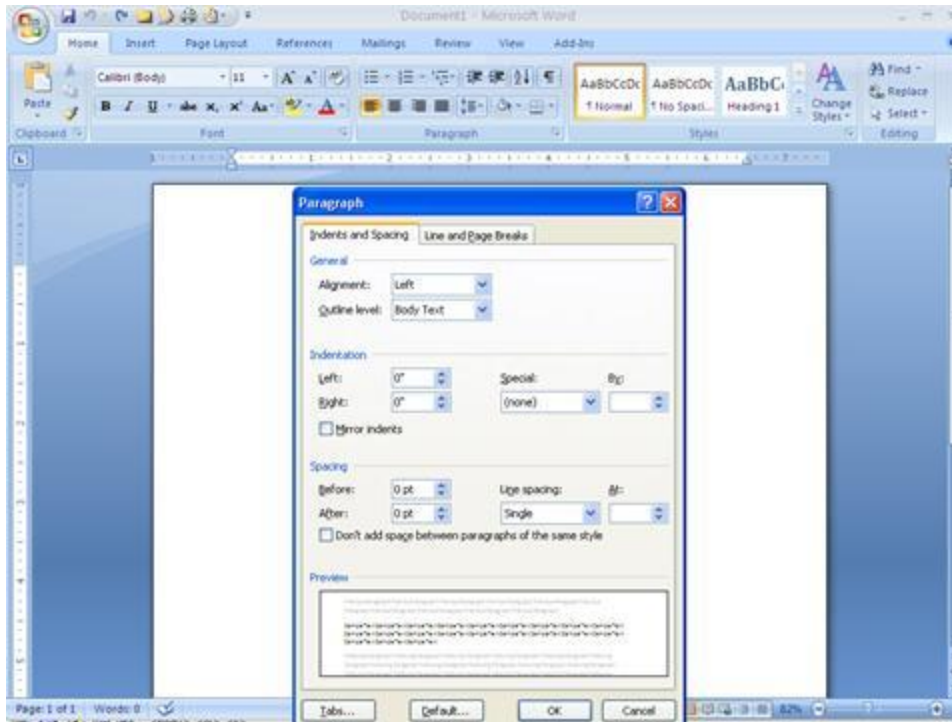 Document1 - Microsoft Word
Home Insert Page Layout References Mailings Review View Add-Ins
Calibri (Body) 11 A A Aa
B I U abc x, x² Aa A
AaBbCcDc AaBbCcDc AaBbC
¶ Normal ¶ No Spaci... Heading 1
Paste
Change
Styles
Find
Replace
Select
Clipboard Font Paragraph Styles Editing
Paragraph
Indents and Spacing Line and Page Breaks
General
Alignment: Left
Outline level: Body Text
Indentation
Left: 0" Special: By:
Right: 0" (none)
Mirror indents
Spacing
Before: 0 pt Line spacing: At:
After: 0 pt Single
Don't add space between paragraphs of the same style
Preview
Tabs... Default... OK Cancel
Page: 1 of 1 Words: 0 82%